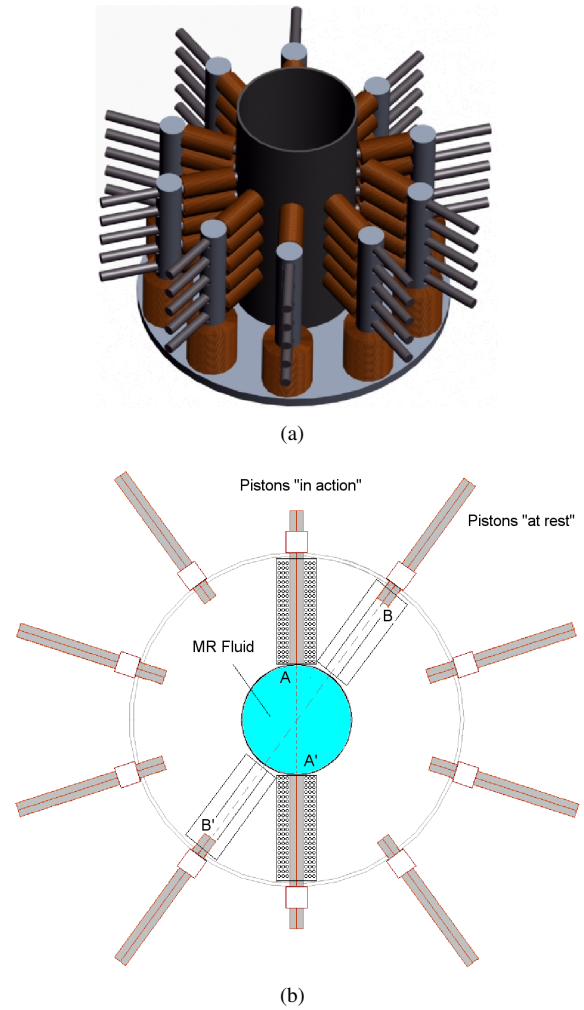 (a)
Pistons "in action"
Pistons "at rest"
B
MR Fluid
A
A'
B'
(b)